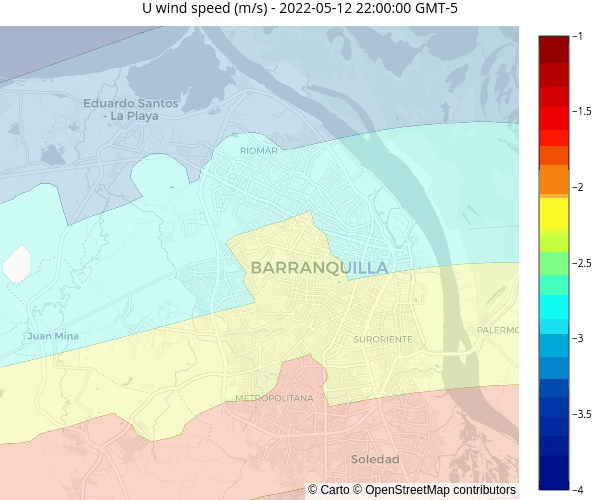 U wind speed (m/s) - 2022-05-12 22:00:00 GMT-5
Eduardo Santos
- La Playa
RIOMAR
BARRANQUILLA
Juan Mina
SURORIENTE
PALERMO
METROPOLITANA
Soledad
© Carto © OpenStreetMap contributors
−1
−1.5
−2
−2.5
−3
−3.5
−4